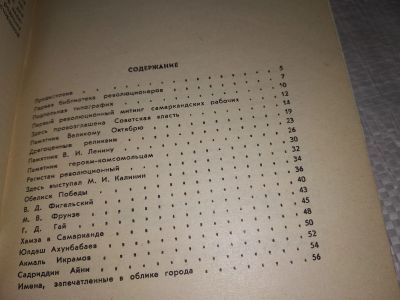 СОДЕРЖАНИЕ
Предисловие 5
Первая библиотека революционеров 7
Подпольная типография 10
Первый революционный митинг самаркандских рабочих 12
Здесь провозглашена Советская власть 14
Памятник Великому Октябрю 19
Драгоценные реликвии 23
Памятник В. И. Ленину 26
Памятник героям-комсомольцам 30
Регистан революционный 32
Здесь выступал М. И. Калинин 34
Обелиск Победы 36
В. Д. Фигельский 40
М. В. Фрунзе 43
Г. Д. Гай 45
Хамза в Самарканде 48
Юлдаш Ахунбабаев 50
Акмаль Икрамов 52
Садриддин Айни 54
Имена, запечатленные в облике города 56